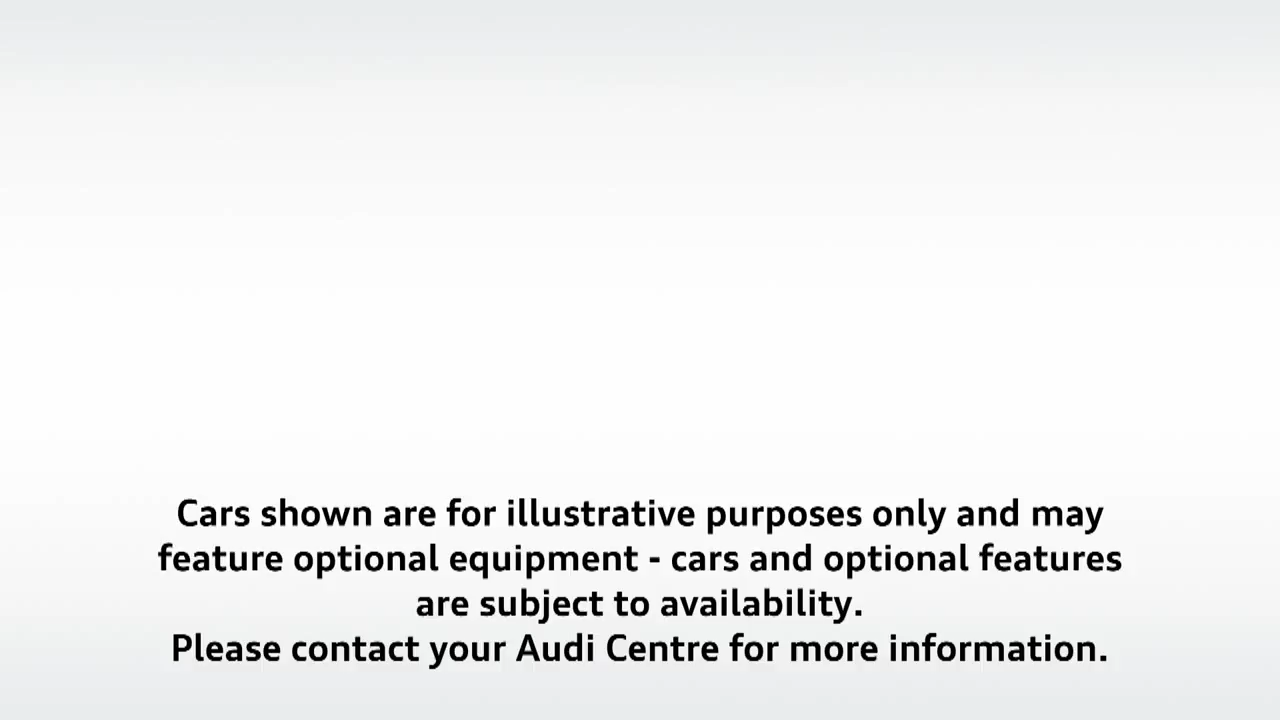 Cars shown are for illustrative purposes only and may
feature optional equipment - cars and optional features
are subject to availability.
Please contact your Audi Centre for more information.